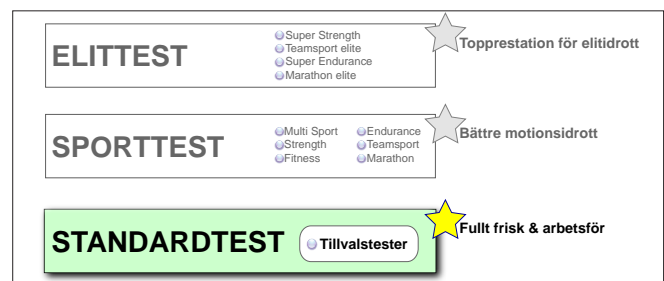 ELITTEST
Super Strength
Teamsport elite
Super Endurance
Marathon elite
Topprestation för elitidrott
SPORTTEST
Multi Sport
Strength
Fitness
Endurance
Teamsport
Marathon
Bättre motionsidrott
STANDARDTEST
Tillvalstester
Fullt frisk & arbetsför